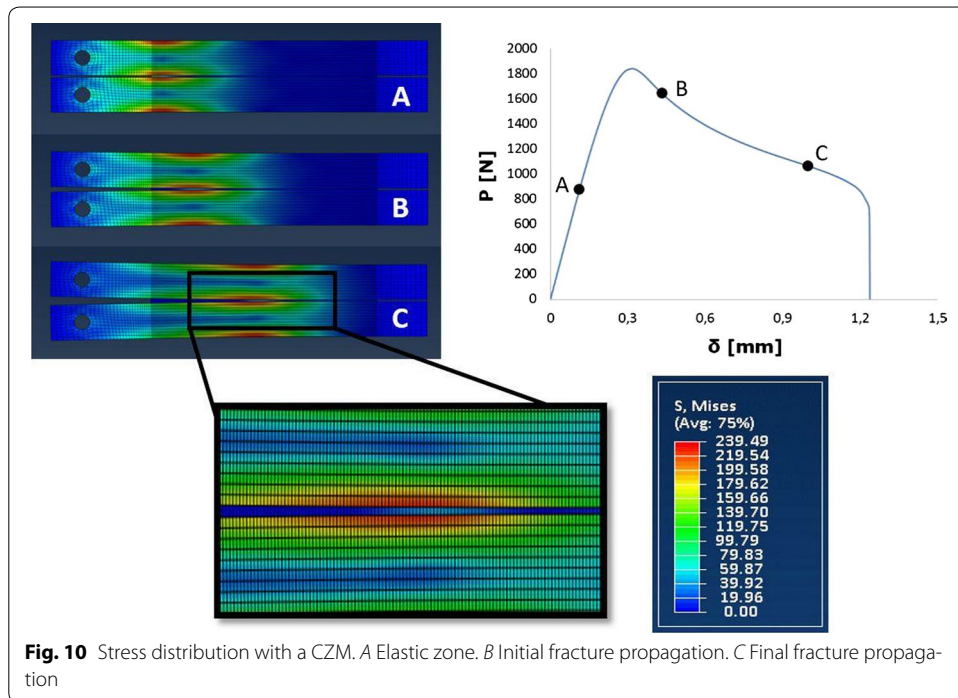 A
B
C
P [N]
2000
1800
1600
1400
1200
1000
800
600
400
200
0
A
B
C
0
0,3
0,6
0,9
1,2
1,5
δ [mm]
S, Mises
(Avg: 75%)
239.49
219.54
199.58
179.62
159.66
139.70
119.75
99.79
79.83
59.87
39.92
19.96
0.00
Fig. 10 Stress distribution with a CZM. A Elastic zone. B Initial fracture propagation. C Final fracture propaga-
tion